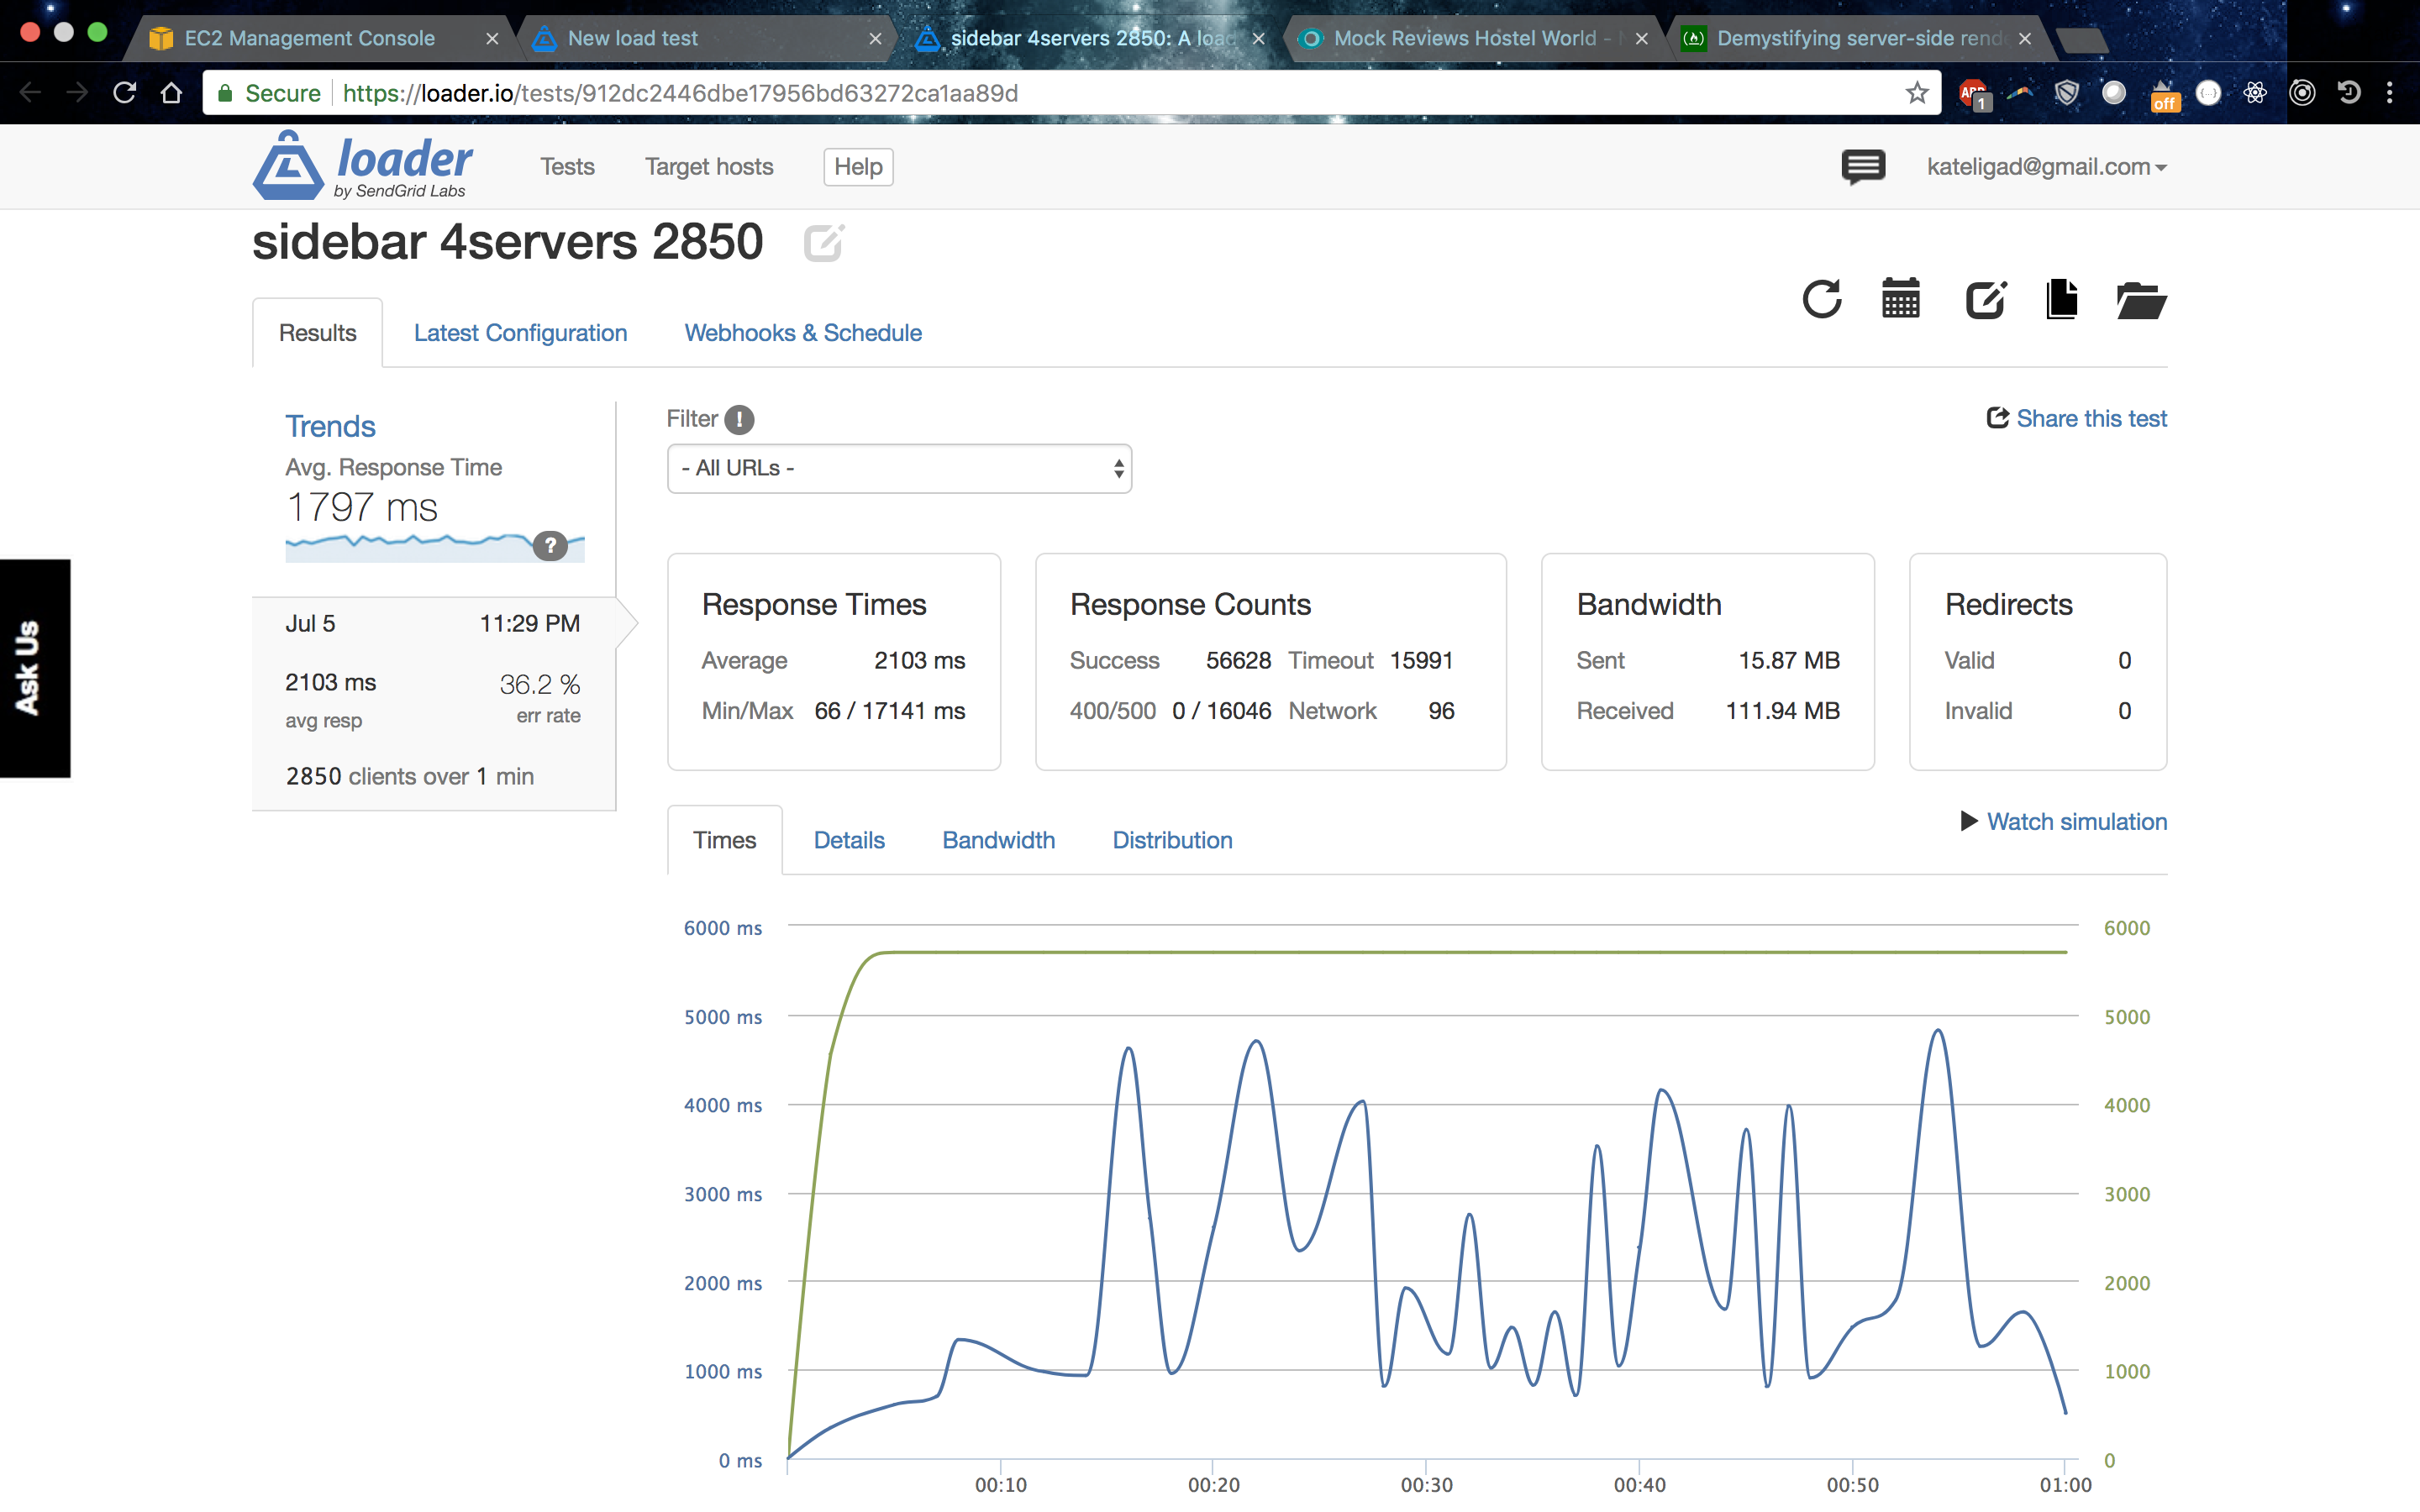 EC2 Management Console
New load test
sidebar 4servers 2850: A load
Mock Reviews Hostel World -
Demystifying server-side rende
Secure https://loader.io/tests/912dc2446dbe17956bd63272ca1aa89d
ABP 1
off
loader
by SendGrid Labs
Tests
Target hosts
Help
kateligad@gmail.com
sidebar 4servers 2850
Results
Latest Configuration
Webhooks & Schedule
Trends
Avg. Response Time
1797 ms
?
Filter !
- All URLs -
Share this test
Ask Us
Jul 5 11:29 PM
2103 ms 36.2 %
avg resp err rate
2850 clients over 1 min
Response Times
Average 2103 ms
Min/Max 66 / 17141 ms
Response Counts
Success 56628 Timeout 15991
400/500 0 / 16046 Network 96
Bandwidth
Sent 15.87 MB
Received 111.94 MB
Redirects
Valid 0
Invalid 0
Times
Details
Bandwidth
Distribution
Watch simulation
6000 ms 6000
5000 ms 5000
4000 ms 4000
3000 ms 3000
2000 ms 2000
1000 ms 1000
0 ms 0
00:10 00:20 00:30 00:40 00:50 01:00